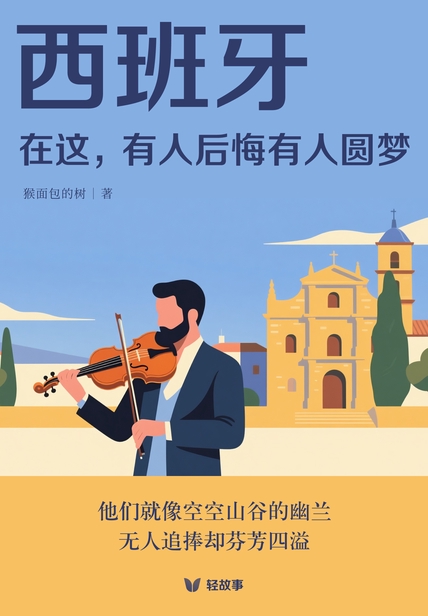 西班牙
在这，有人后悔有人圆梦
猴面包的树｜著
他们就像空空山谷的幽兰
无人追捧却芬芳四溢
轻故事